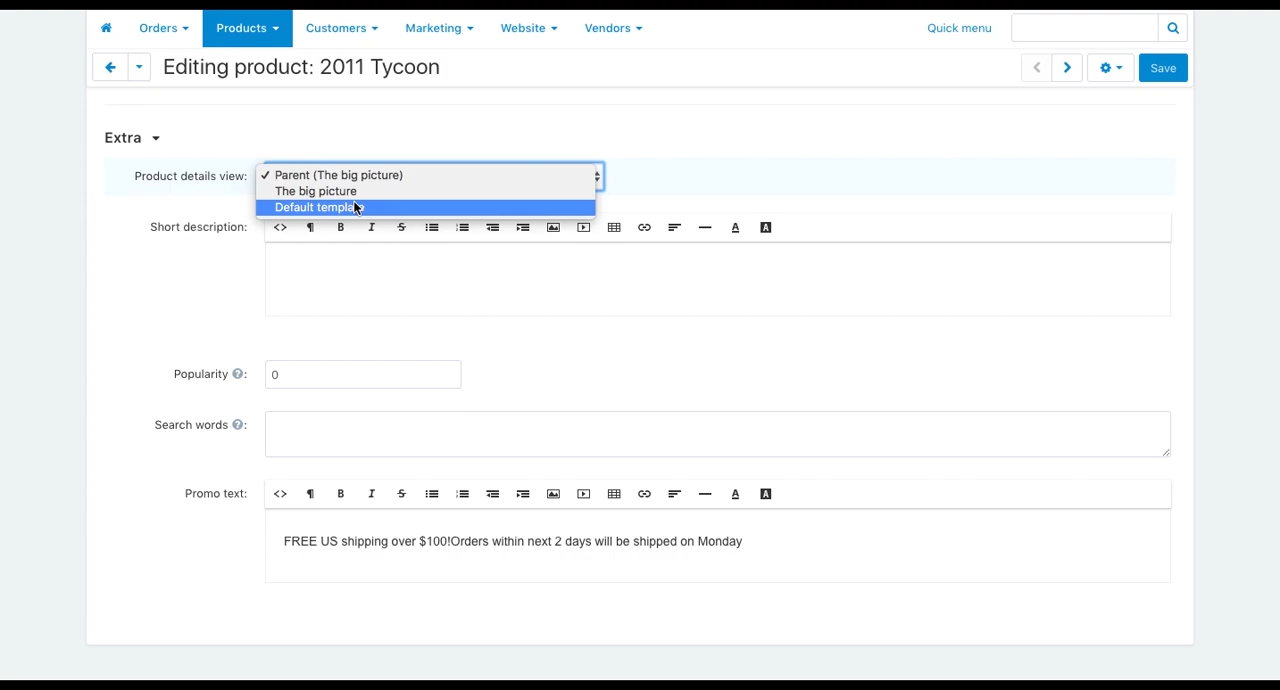 Orders Products Customers Marketing Website Vendors Quick menu
Editing product: 2011 Tycoon Save
Extra
Product details view: ✓ Parent (The big picture)
The big picture
Default template
Short description: <> ¶ B I S A A
Popularity ?: 0
Search words ?:
Promo text: <> ¶ B I S A A
FREE US shipping over $100!Orders within next 2 days will be shipped on Monday